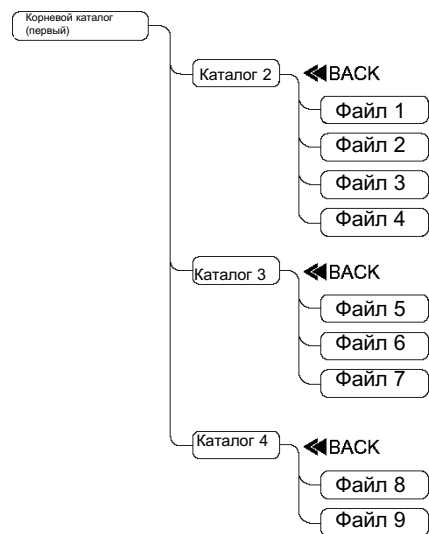 Корневой каталог
(первый)
Каталог 2
BACK
Файл 1
Файл 2
Файл 3
Файл 4
Каталог 3
BACK
Файл 5
Файл 6
Файл 7
Каталог 4
BACK
Файл 8
Файл 9